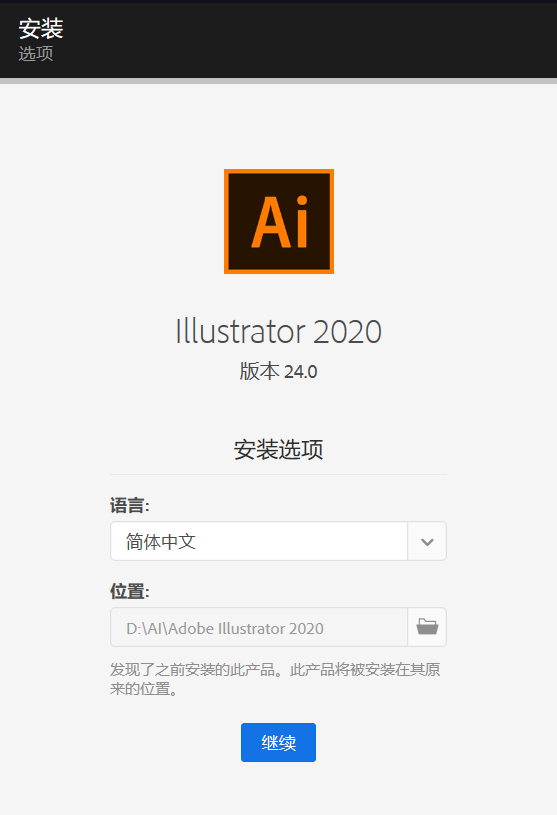 安装
选项
Ai
Illustrator 2020
版本 24.0
安装选项
语言:
简体中文
位置:
D:\AI\Adobe Illustrator 2020
发现了之前安装的此产品。此产品将被安装在其原
来的位置。
继续